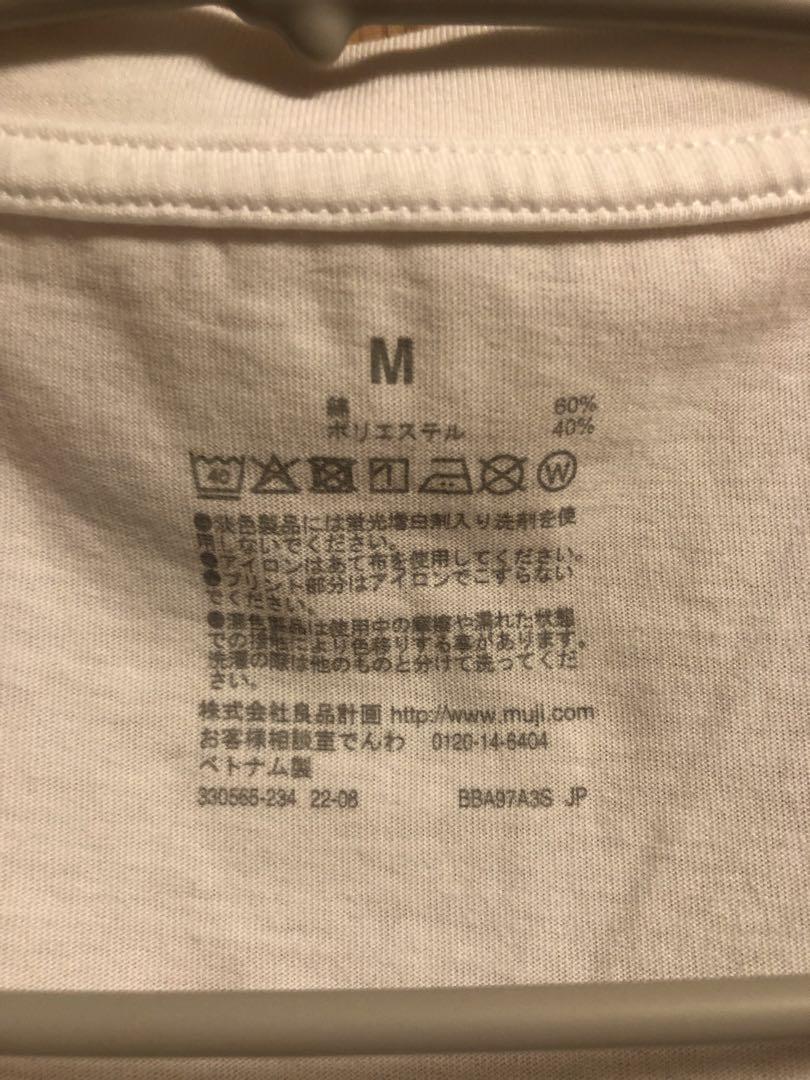 M
綿 60%
ポリエステル 40%
40
●淡色製品には蛍光増白剤入り洗剤を使
用しないでください。
●アイロンはあて布を使用してください。
●プリント部分はアイロンでこすらない
でください。
●濃色製品は使用中の摩擦や濡れた状態
での接触により色移りする事があります。
洗濯の際は他のものと分けて洗ってくだ
さい。
株式会社良品計画 http://www.muji.com
お客様相談室でんわ 0120-14-6404
ベトナム製
330565-234 22-08 BBA97A3S JP